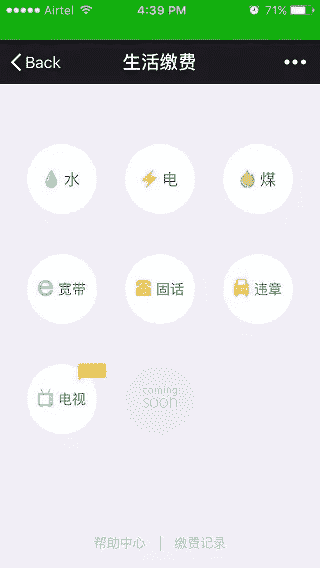 Airtel 4:39 PM 71%
Back 生活缴费
水 电 煤
宽带 固话 违章
电视 coming soon
帮助中心 | 缴费记录